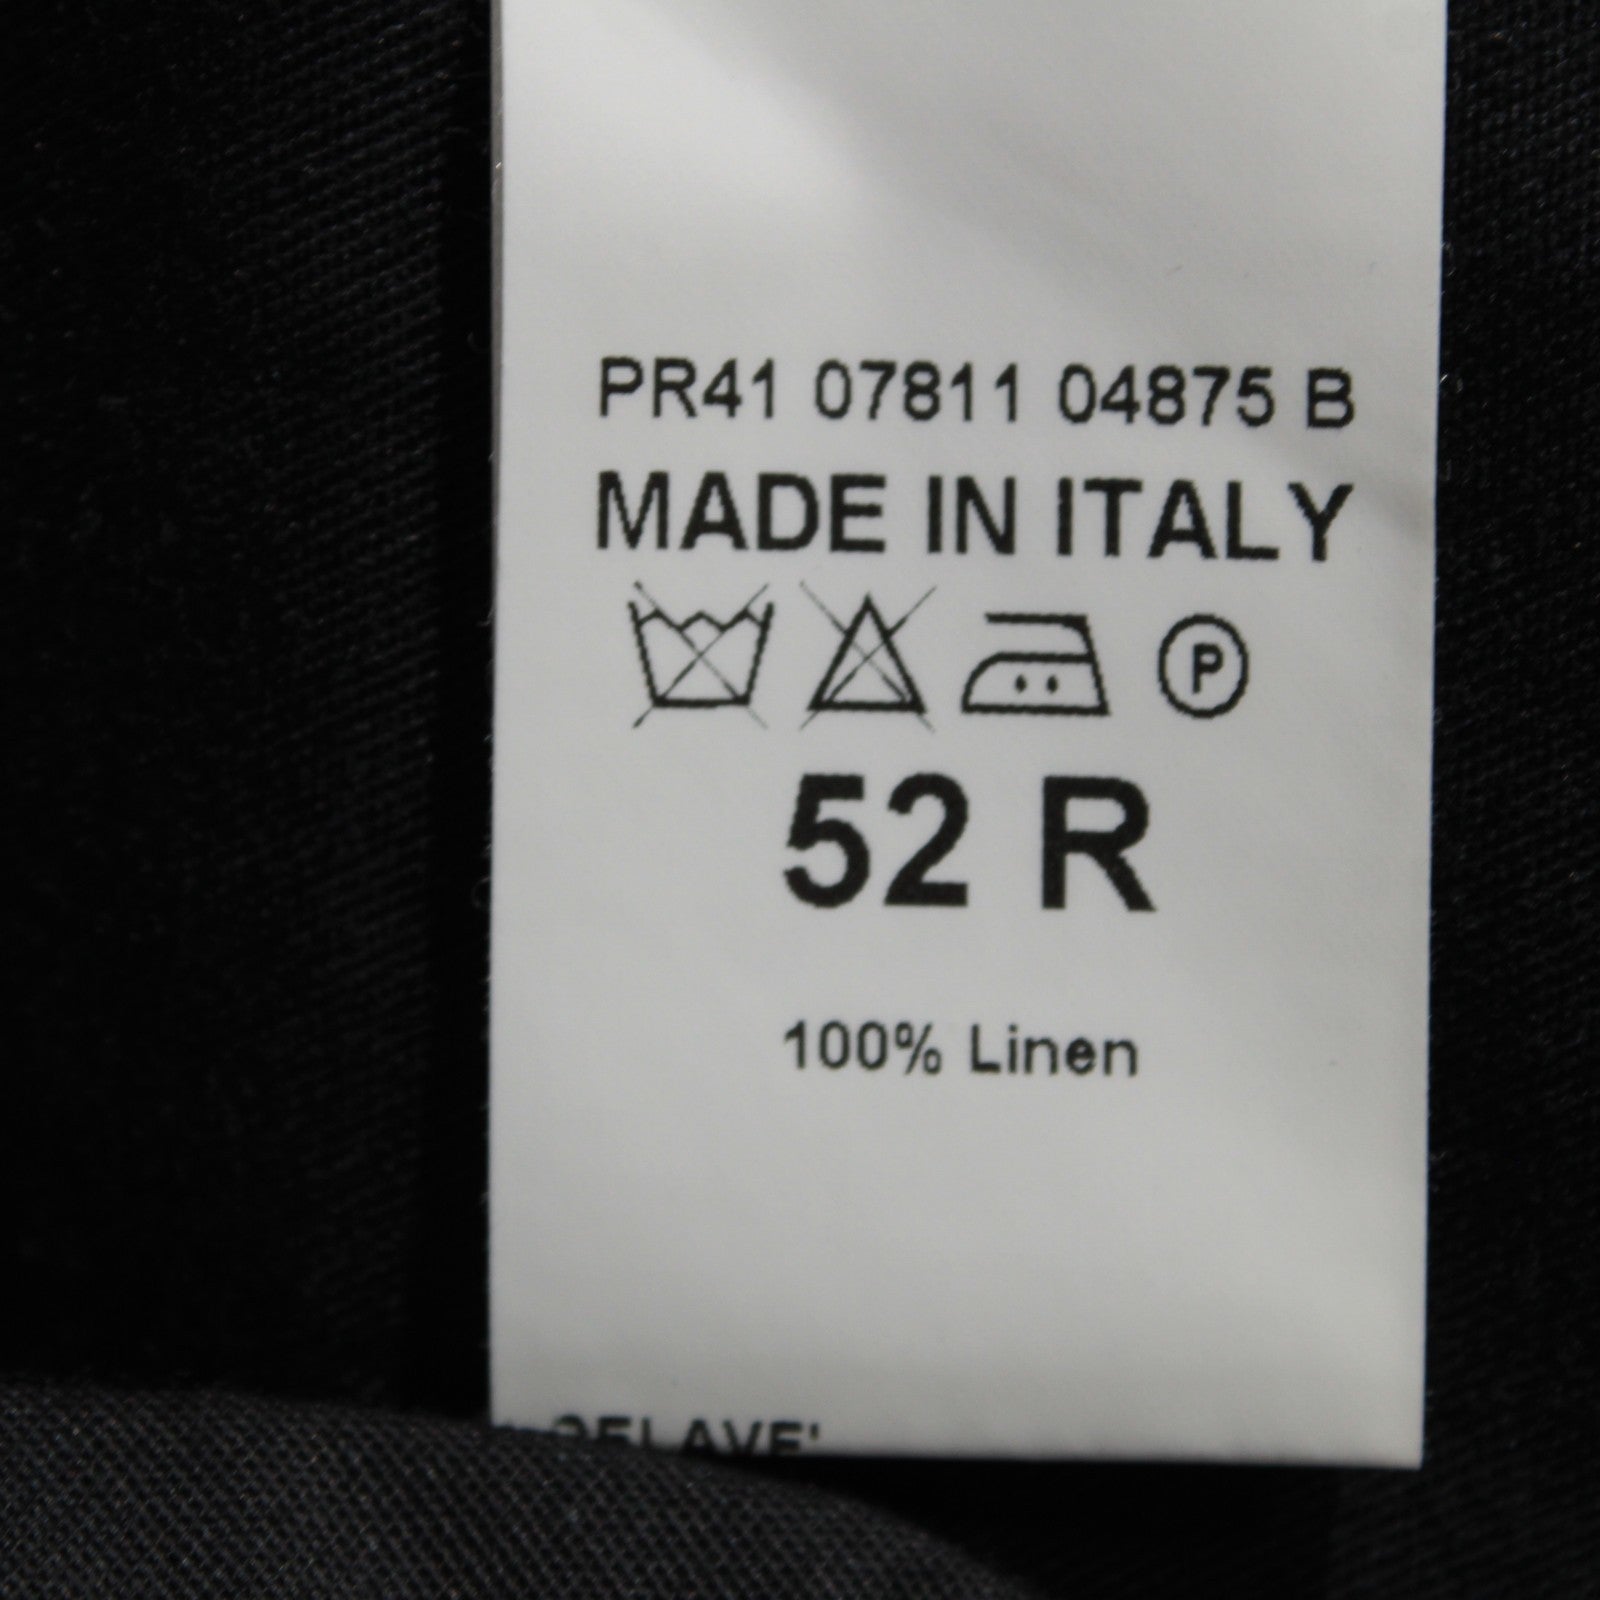 PR41 07811 04875 B
MADE IN ITALY
P
52 R
100% Linen